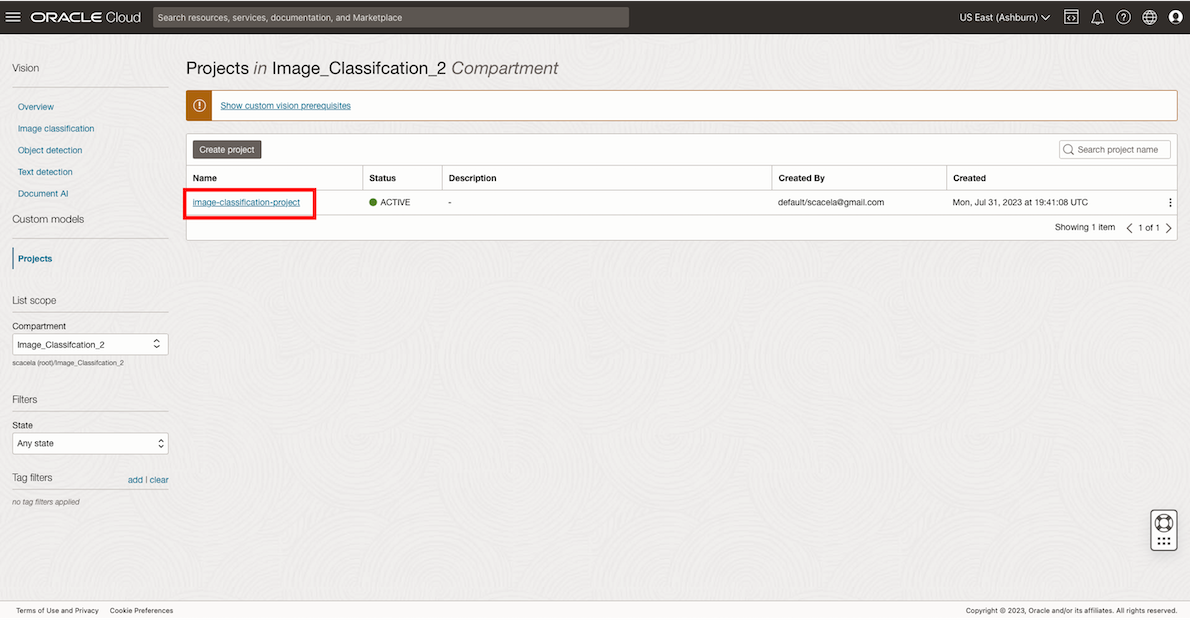 ORACLE Cloud
Search resources, services, documentation, and Marketplace
US East (Ashburn)
Vision
Overview
Image classification
Object detection
Text detection
Document AI
Custom models
Projects
List scope
Compartment
Image_Classifcation_2
scacela (root)/Image_Classifcation_2
Filters
State
Any state
Tag filters
add | clear
no tag filters applied
Projects in Image_Classifcation_2 Compartment
Show custom vision prerequisites
Create project
Search project name
Name Status Description Created By Created
image-classification-project ACTIVE - default/scacela@gmail.com Mon, Jul 31, 2023 at 19:41:08 UTC
Showing 1 item 1 of 1
Terms of Use and Privacy Cookie Preferences
Copyright © 2023, Oracle and/or its affiliates. All rights reserved.